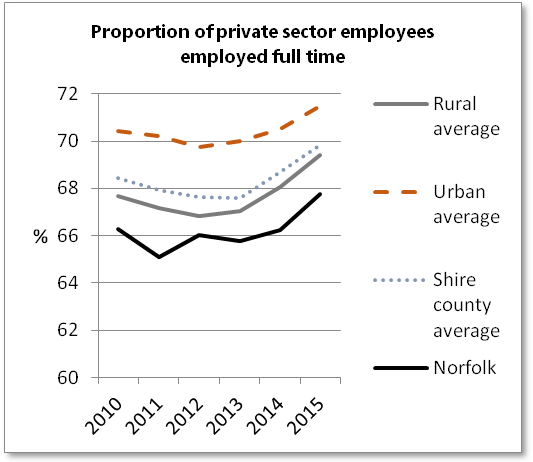 Proportion of private sector employees
employed full time
72
70
68
66
64
62
60
%
2010
2011
2012
2013
2014
2015
Rural
average
Urban
average
Shire
county
average
Norfolk